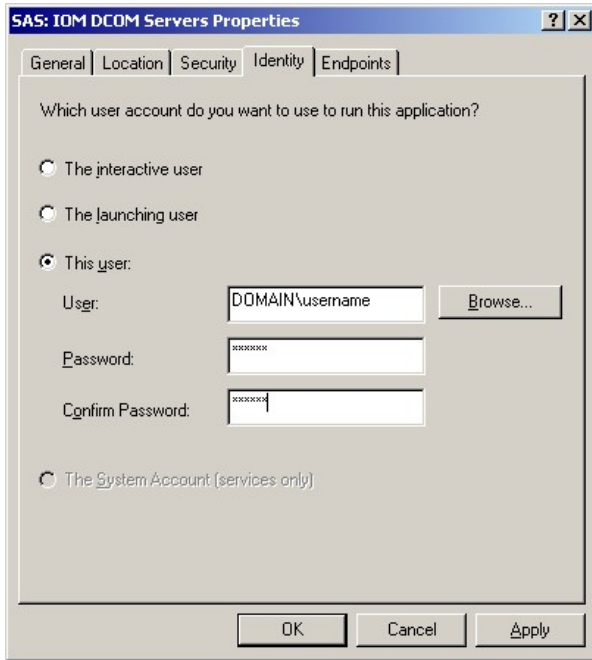 SAS: IOM DCOM Servers Properties ? ×
General Location Security Identity Endpoints
Which user account do you want to use to run this application?
The interactive user
The launching user
This user:
User: DOMAIN\username Browse...
Password: ******
Confirm Password: ******
The System Account (services only)
OK Cancel Apply